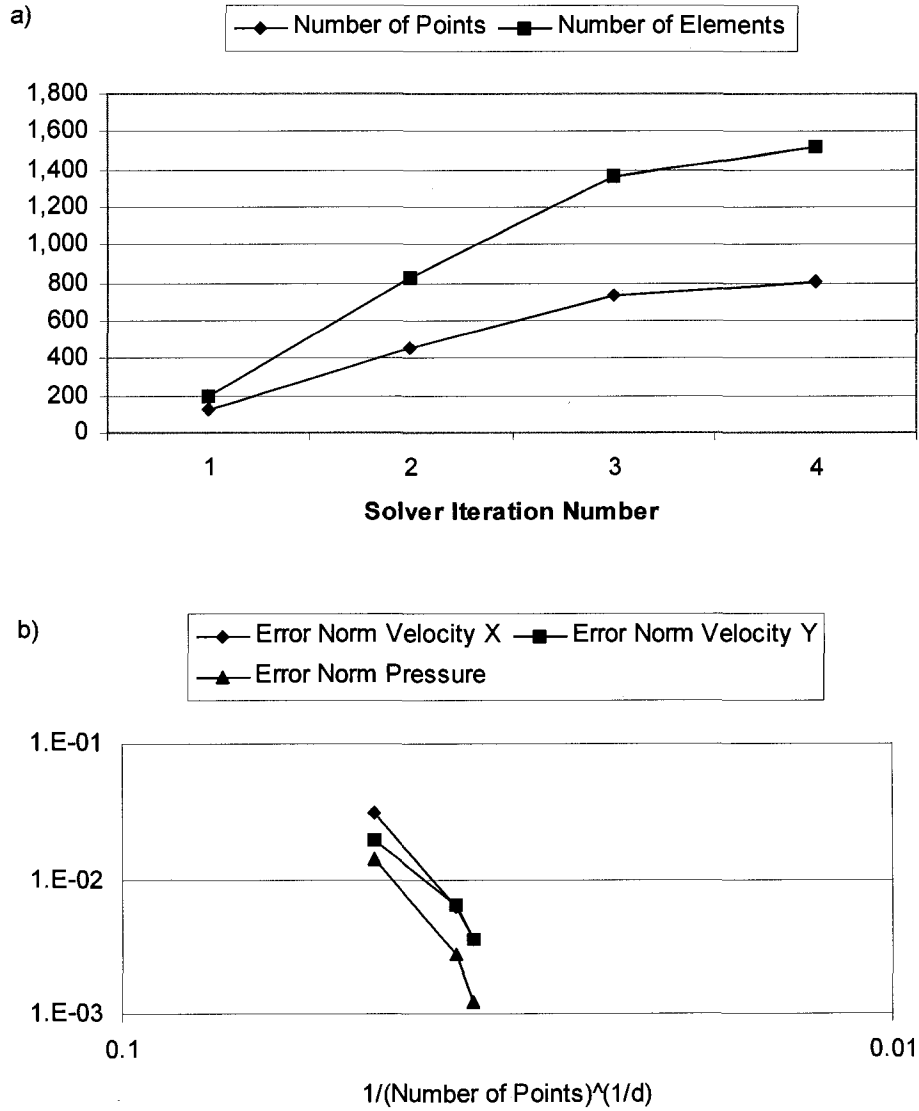 a)
Number of Points Number of Elements
1,800
1,600
1,400
1,200
1,000
800
600
400
200
0
1 2 3 4
Solver Iteration Number
b)
Error Norm Velocity X Error Norm Velocity Y
Error Norm Pressure
1.E-01
1.E-02
1.E-03
0.1 0.01
1/(Number of Points)^(1/d)